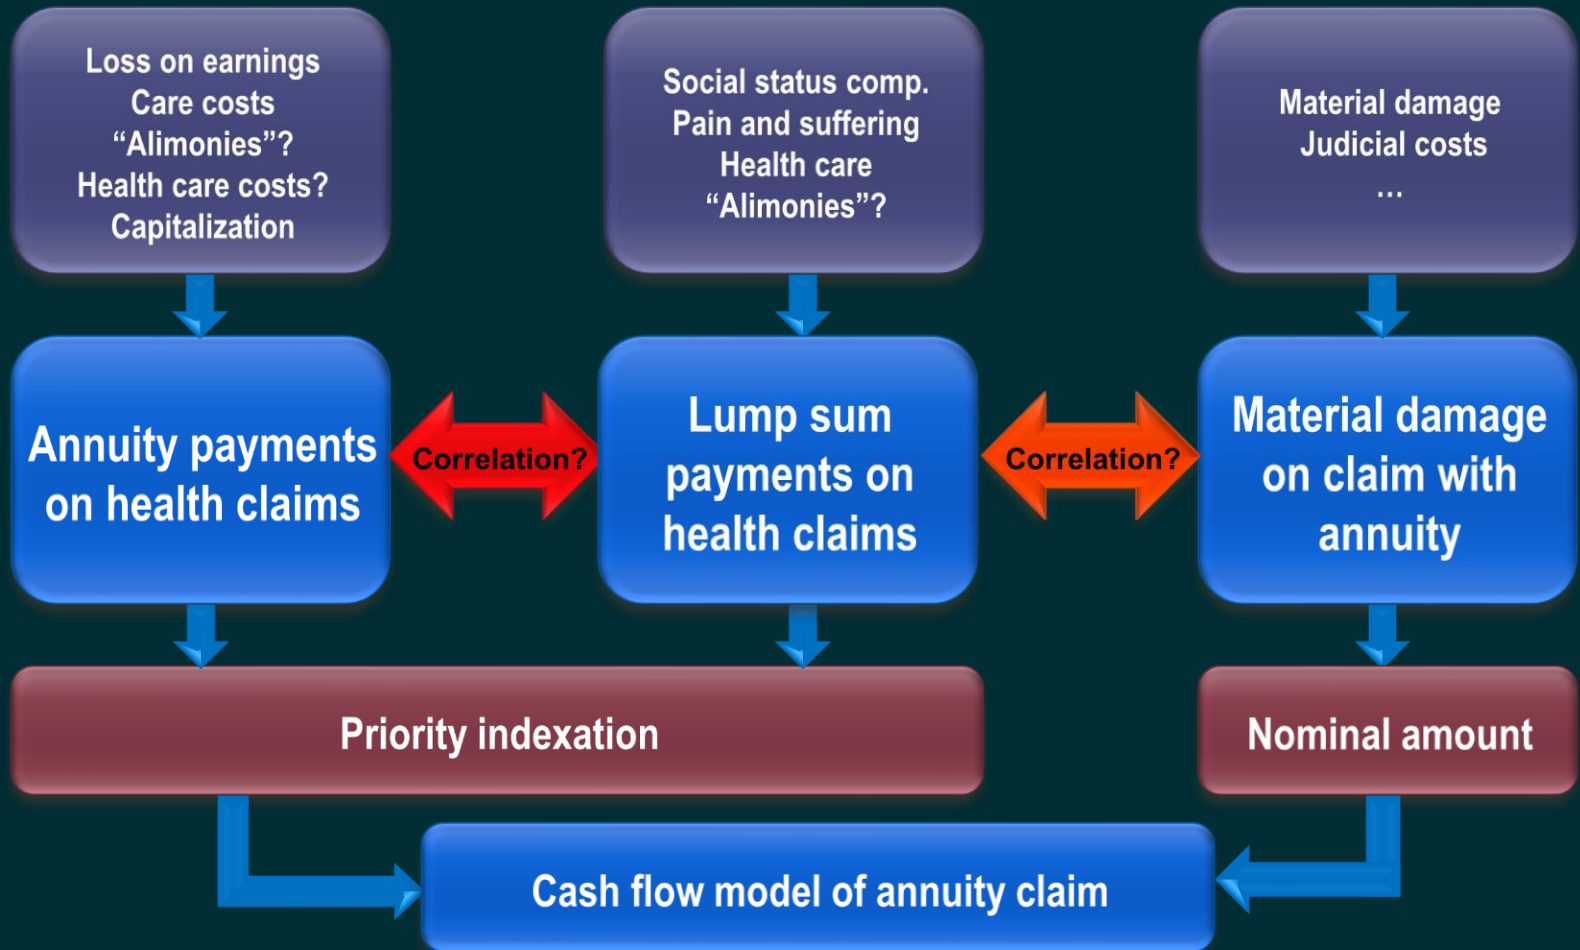 Loss on earnings
Care costs
“Alimonies”?
Health care costs?
Capitalization
Social status comp.
Pain and suffering
Health care
“Alimonies”?
Material damage
Judicial costs
...
Annuity payments
on health claims
Correlation?
Lump sum
payments on
health claims
Correlation?
Material damage
on claim with
annuity
Priority indexation
Nominal amount
Cash flow model of annuity claim